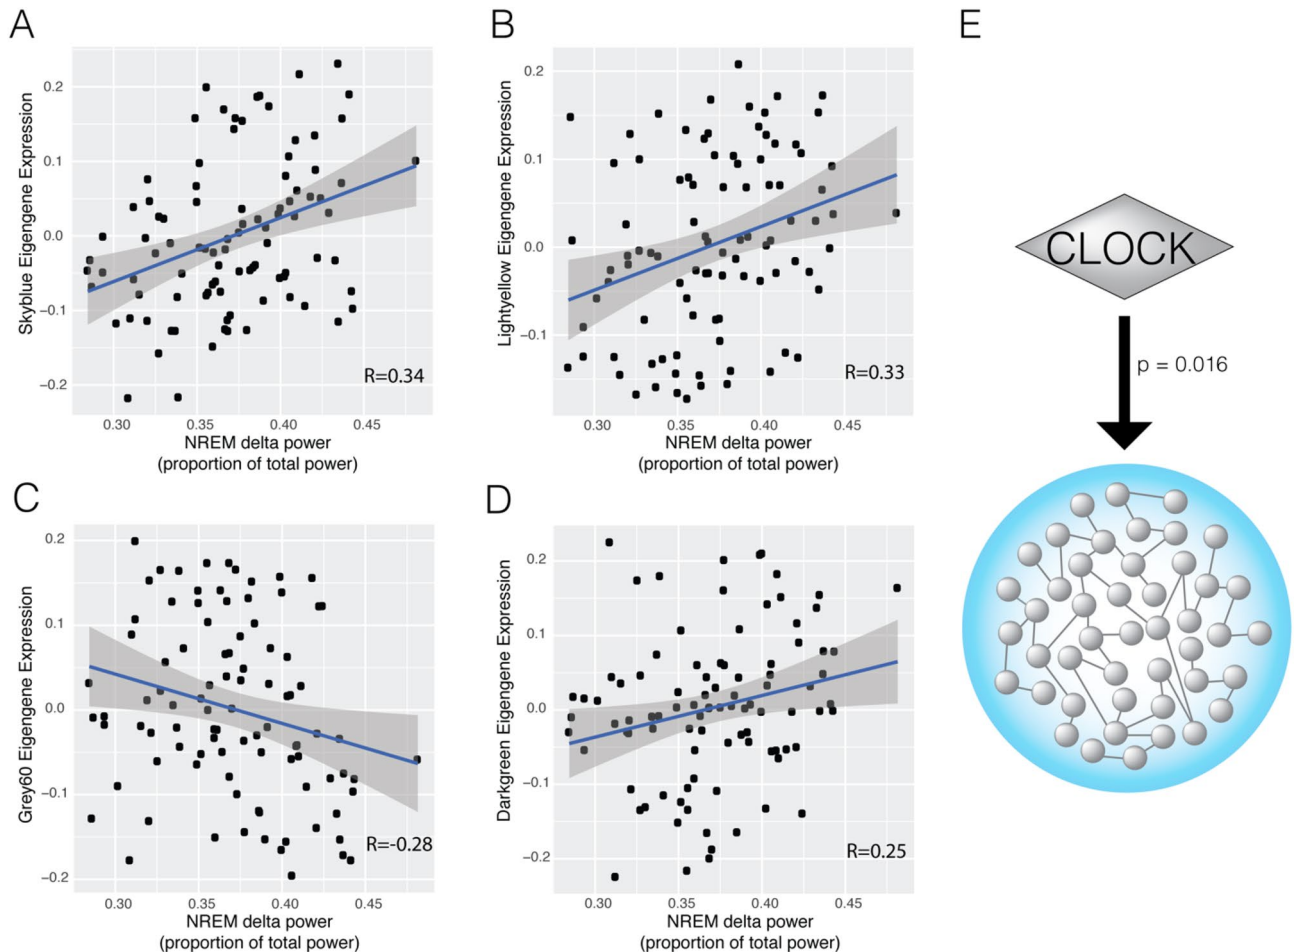 A
Skyblue Eigengene Expression
0.2
0.1
0.0
−0.1
−0.2
R=0.34
0.30 0.35 0.40 0.45
NREM delta power
(proportion of total power)
B
Lightyellow Eigengene Expression
0.2
0.1
0.0
−0.1
R=0.33
0.30 0.35 0.40 0.45
NREM delta power
(proportion of total power)
C
Grey60 Eigengene Expression
0.2
0.1
0.0
−0.1
−0.2
R=-0.28
0.30 0.35 0.40 0.45
NREM delta power
(proportion of total power)
D
Darkgreen Eigengene Expression
0.2
0.1
0.0
−0.1
−0.2
R=0.25
0.30 0.35 0.40 0.45
NREM delta power
(proportion of total power)
E
CLOCK
p = 0.016